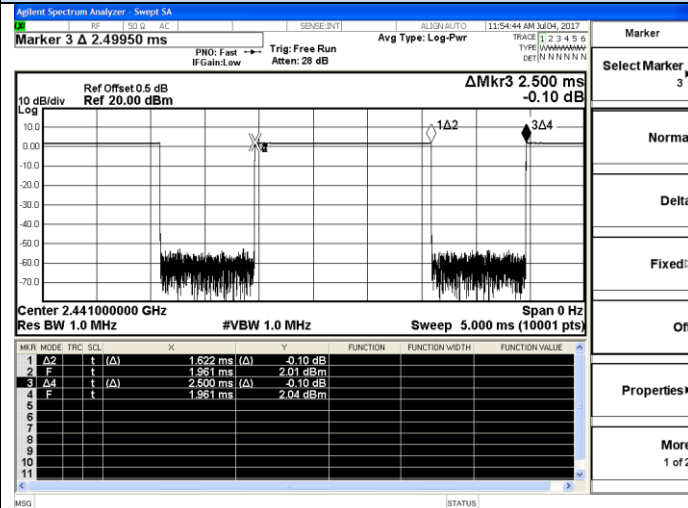 Agilent Spectrum Analyzer - Swept SA
RF 50 Ω AC SENSE:INT ALIGN AUTO 11:54:44 AM Jul 04, 2017
Marker 3 Δ 2.49950 ms
PNO: Fast
IFGain:Low
Trig: Free Run
Atten: 28 dB
Avg Type: Log-Pwr
TRACE 1 2 3 4 5 6
TYPE
DET N N N N N N
Ref Offset 0.5 dB
Ref 20.00 dBm
ΔMkr3 2.500 ms
-0.10 dB
10 dB/div
Log
10.0
0.00
-10.0
-20.0
-30.0
-40.0
-50.0
-60.0
-70.0
1Δ2
3Δ4
Center 2.441000000 GHz
Span 0 Hz
Res BW 1.0 MHz
#VBW 1.0 MHz
Sweep 5.000 ms (10001 pts)
MKR MODE TRC SCL X Y FUNCTION FUNCTION WIDTH FUNCTION VALUE
1 Δ2 t (Δ) 1.622 ms (Δ) -0.10 dB
2 F t 1.961 ms 2.01 dBm
3 Δ4 t (Δ) 2.500 ms (Δ) -0.10 dB
4 F t 1.961 ms 2.04 dBm
5
6
7
8
9
10
11
MSG
STATUS
Marker
Select Marker
3
Norma
Delta
Fixed
Of
Properties
More
1 of 2